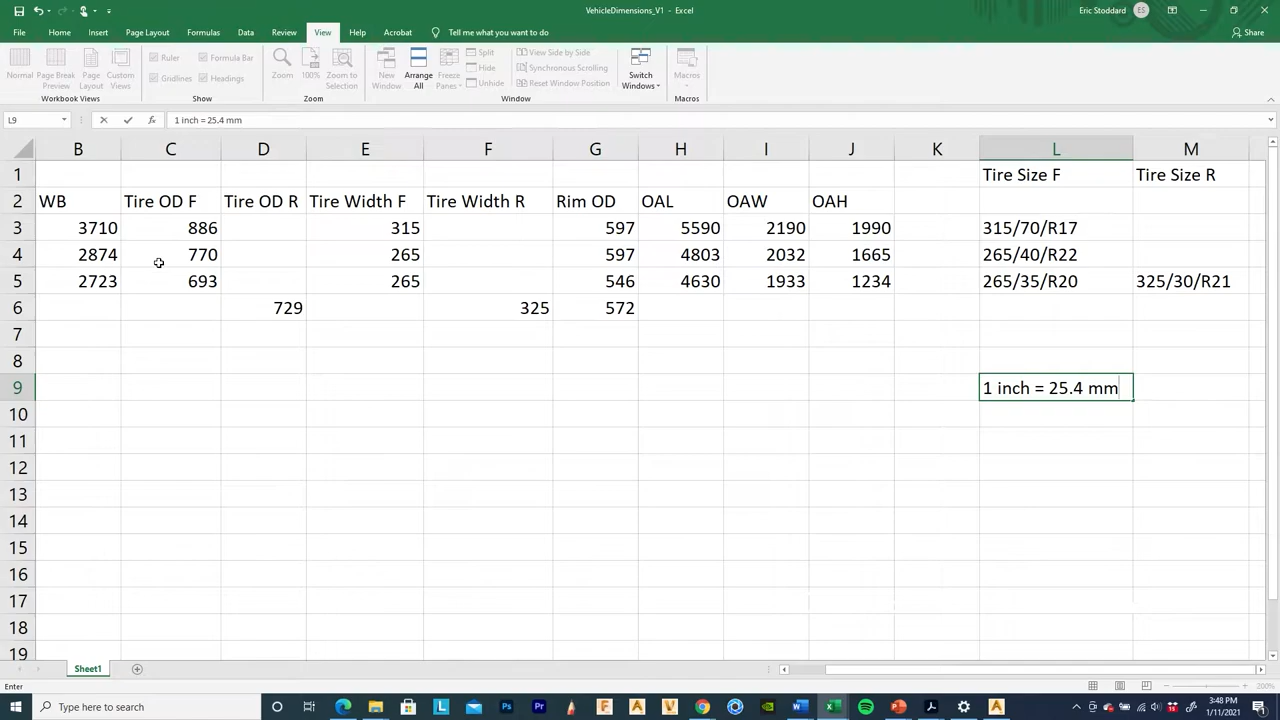 VehicleDimensions_V1 - Excel
Eric Stoddard ES
File Home Insert Page Layout Formulas Data Review View Help Acrobat Tell me what you want to do Share
Normal Page Break Preview Page Layout Custom Views
Ruler Formula Bar
Gridlines Headings
Zoom 100% Zoom to Selection
New Window Arrange All Freeze Panes
Split
Hide
Unhide
View Side by Side
Synchronous Scrolling
Reset Window Position
Switch Windows Macros
Workbook Views Show Zoom Window Macros
L9 fx 1 inch = 25.4 mm
B C D E F G H I J K L M
1 Tire Size F Tire Size R
2 WB Tire OD F Tire OD R Tire Width F Tire Width R Rim OD OAL OAW OAH
3 3710 886 315 597 5590 2190 1990 315/70/R17
4 2874 770 265 597 4803 2032 1665 265/40/R22
5 2723 693 265 546 4630 1933 1234 265/35/R20 325/30/R21
6 729 325 572
7
8
9 1 inch = 25.4 mm
10
11
12
13
14
15
16
17
18
19
Sheet1
Enter 200%
Type here to search
3:48 PM
1/11/2021